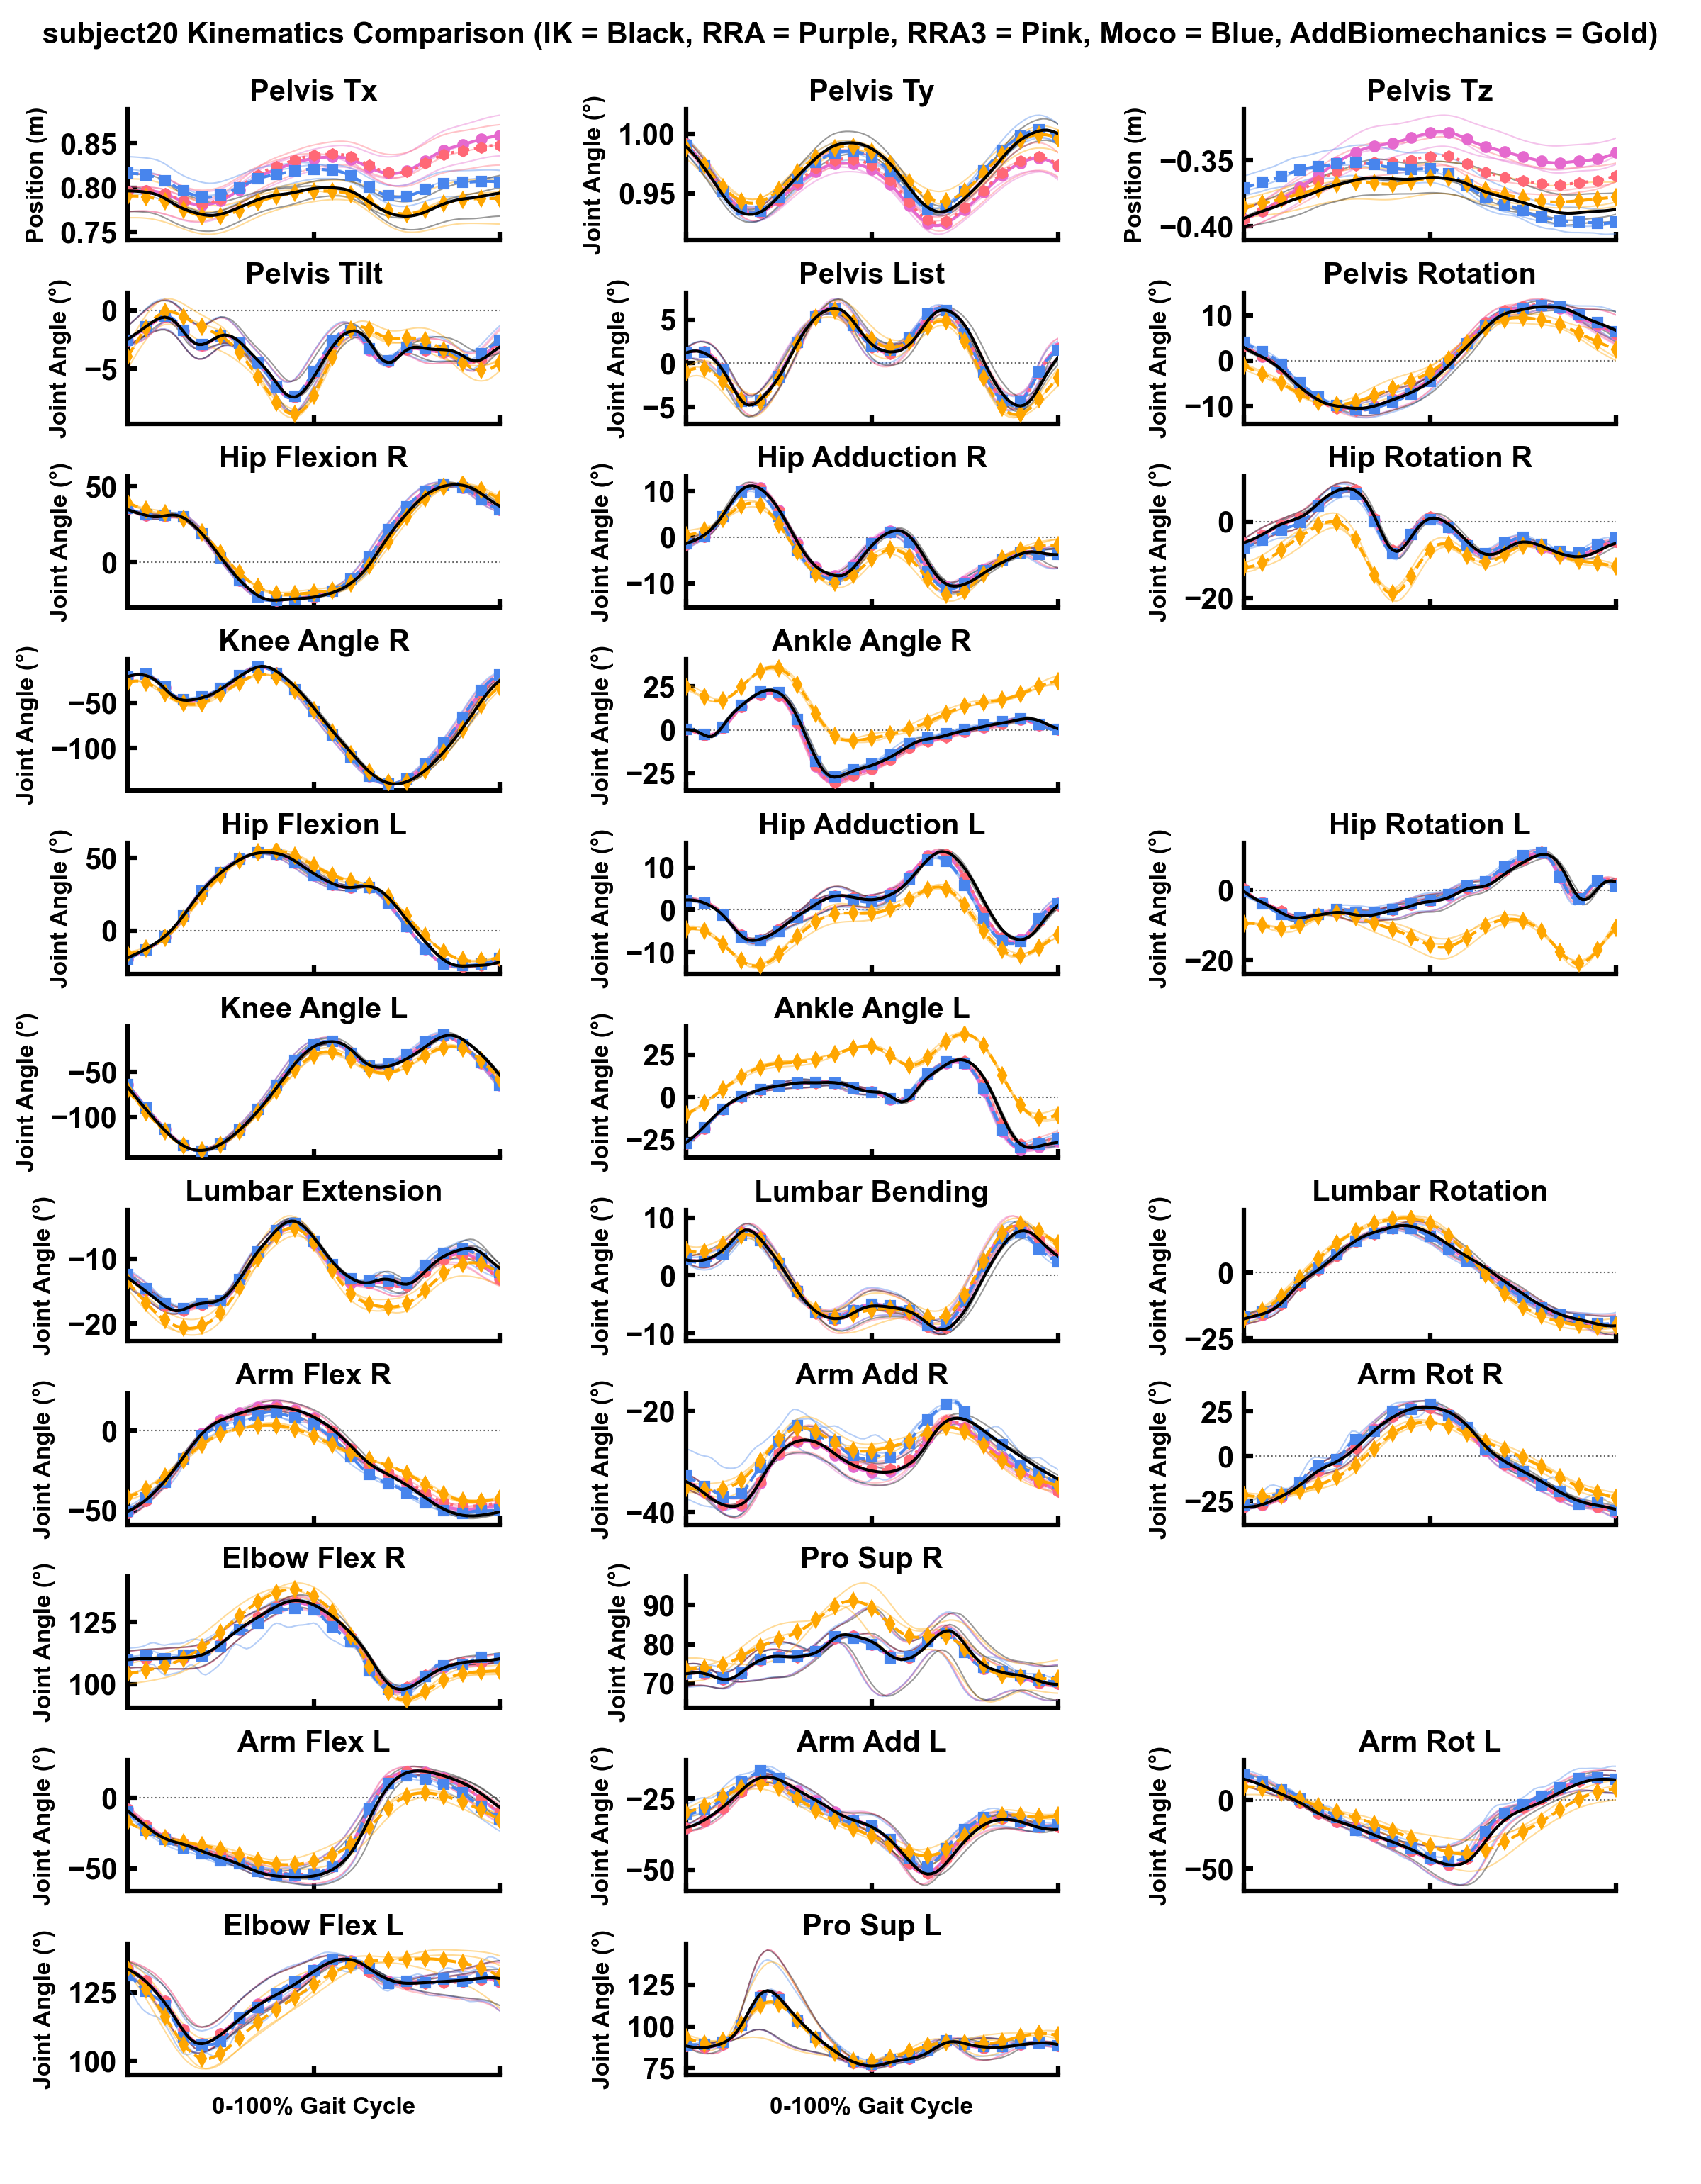 subject20 Kinematics Comparison (IK = Black, RRA = Purple, RRA3 = Pink, Moco = Blue, AddBiomechanics = Gold)
Pelvis Tx
Position (m)
0.85
0.80
0.75
Pelvis Ty
Joint Angle (°)
1.00
0.95
Pelvis Tz
Position (m)
−0.35
−0.40
Pelvis Tilt
Joint Angle (°)
0
−5
Pelvis List
Joint Angle (°)
5
0
−5
Pelvis Rotation
Joint Angle (°)
10
0
−10
Hip Flexion R
Joint Angle (°)
50
0
Hip Adduction R
Joint Angle (°)
10
0
−10
Hip Rotation R
Joint Angle (°)
0
−20
Knee Angle R
Joint Angle (°)
−50
−100
Ankle Angle R
Joint Angle (°)
25
0
−25
Hip Flexion L
Joint Angle (°)
50
0
Hip Adduction L
Joint Angle (°)
10
0
−10
Hip Rotation L
Joint Angle (°)
0
−20
Knee Angle L
Joint Angle (°)
−50
−100
Ankle Angle L
Joint Angle (°)
25
0
−25
Lumbar Extension
Joint Angle (°)
−10
−20
Lumbar Bending
Joint Angle (°)
10
0
−10
Lumbar Rotation
Joint Angle (°)
0
−25
Arm Flex R
Joint Angle (°)
0
−50
Arm Add R
Joint Angle (°)
−20
−40
Arm Rot R
Joint Angle (°)
25
0
−25
Elbow Flex R
Joint Angle (°)
125
100
Pro Sup R
Joint Angle (°)
90
80
70
Arm Flex L
Joint Angle (°)
0
−50
Arm Add L
Joint Angle (°)
−25
−50
Arm Rot L
Joint Angle (°)
0
−50
Elbow Flex L
Joint Angle (°)
125
100
0-100% Gait Cycle
Pro Sup L
Joint Angle (°)
125
100
75
0-100% Gait Cycle